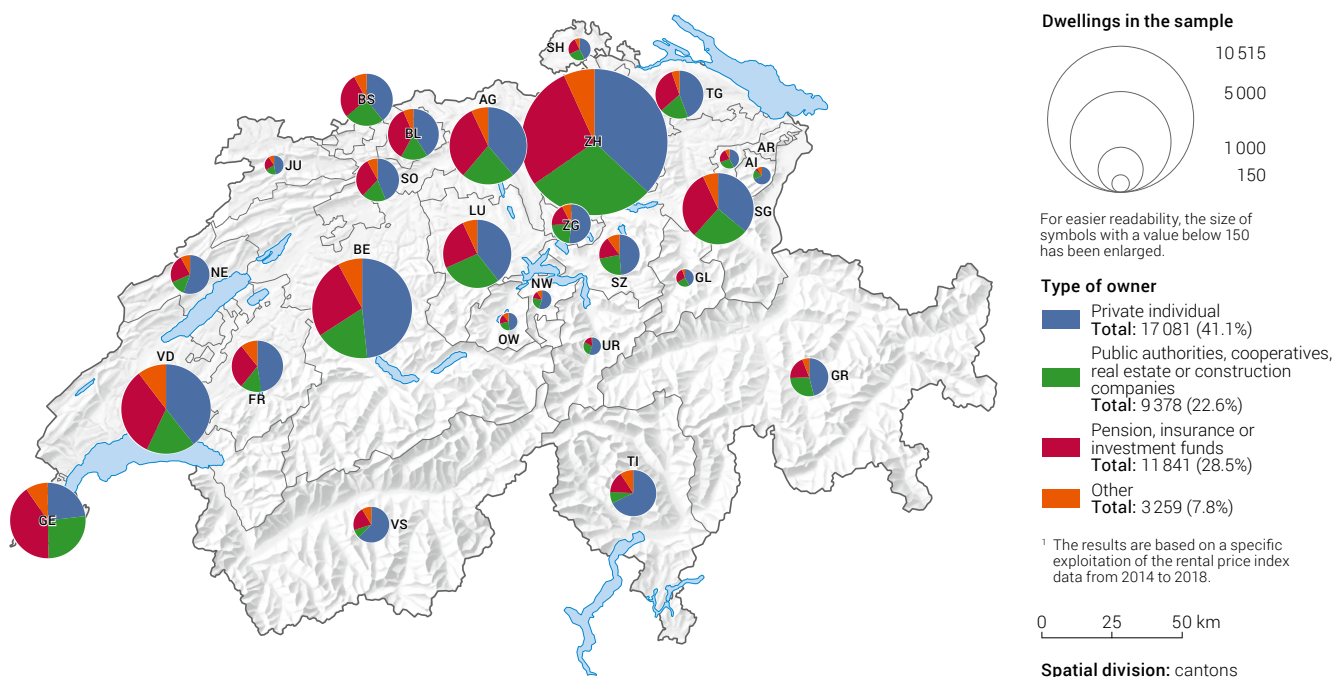 SH
TG
BS
AG
BL
ZH
AR
AI
JU
SO
SG
LU
ZG
BE
NE
NW
SZ
GL
OW
UR
VD
FR
GR
TI
GE
VS
Dwellings in the sample
10 515
5 000
1 000
150
For easier readability, the size of
symbols with a value below 150
has been enlarged.
Type of owner
Private individual
Total: 17 081 (41.1%)
Public authorities, cooperatives,
real estate or construction
companies
Total: 9 378 (22.6%)
Pension, insurance or
investment funds
Total: 11 841 (28.5%)
Other
Total: 3 259 (7.8%)
1 The results are based on a specific
exploitation of the rental price index
data from 2014 to 2018.
0 25 50 km
Spatial division: cantons